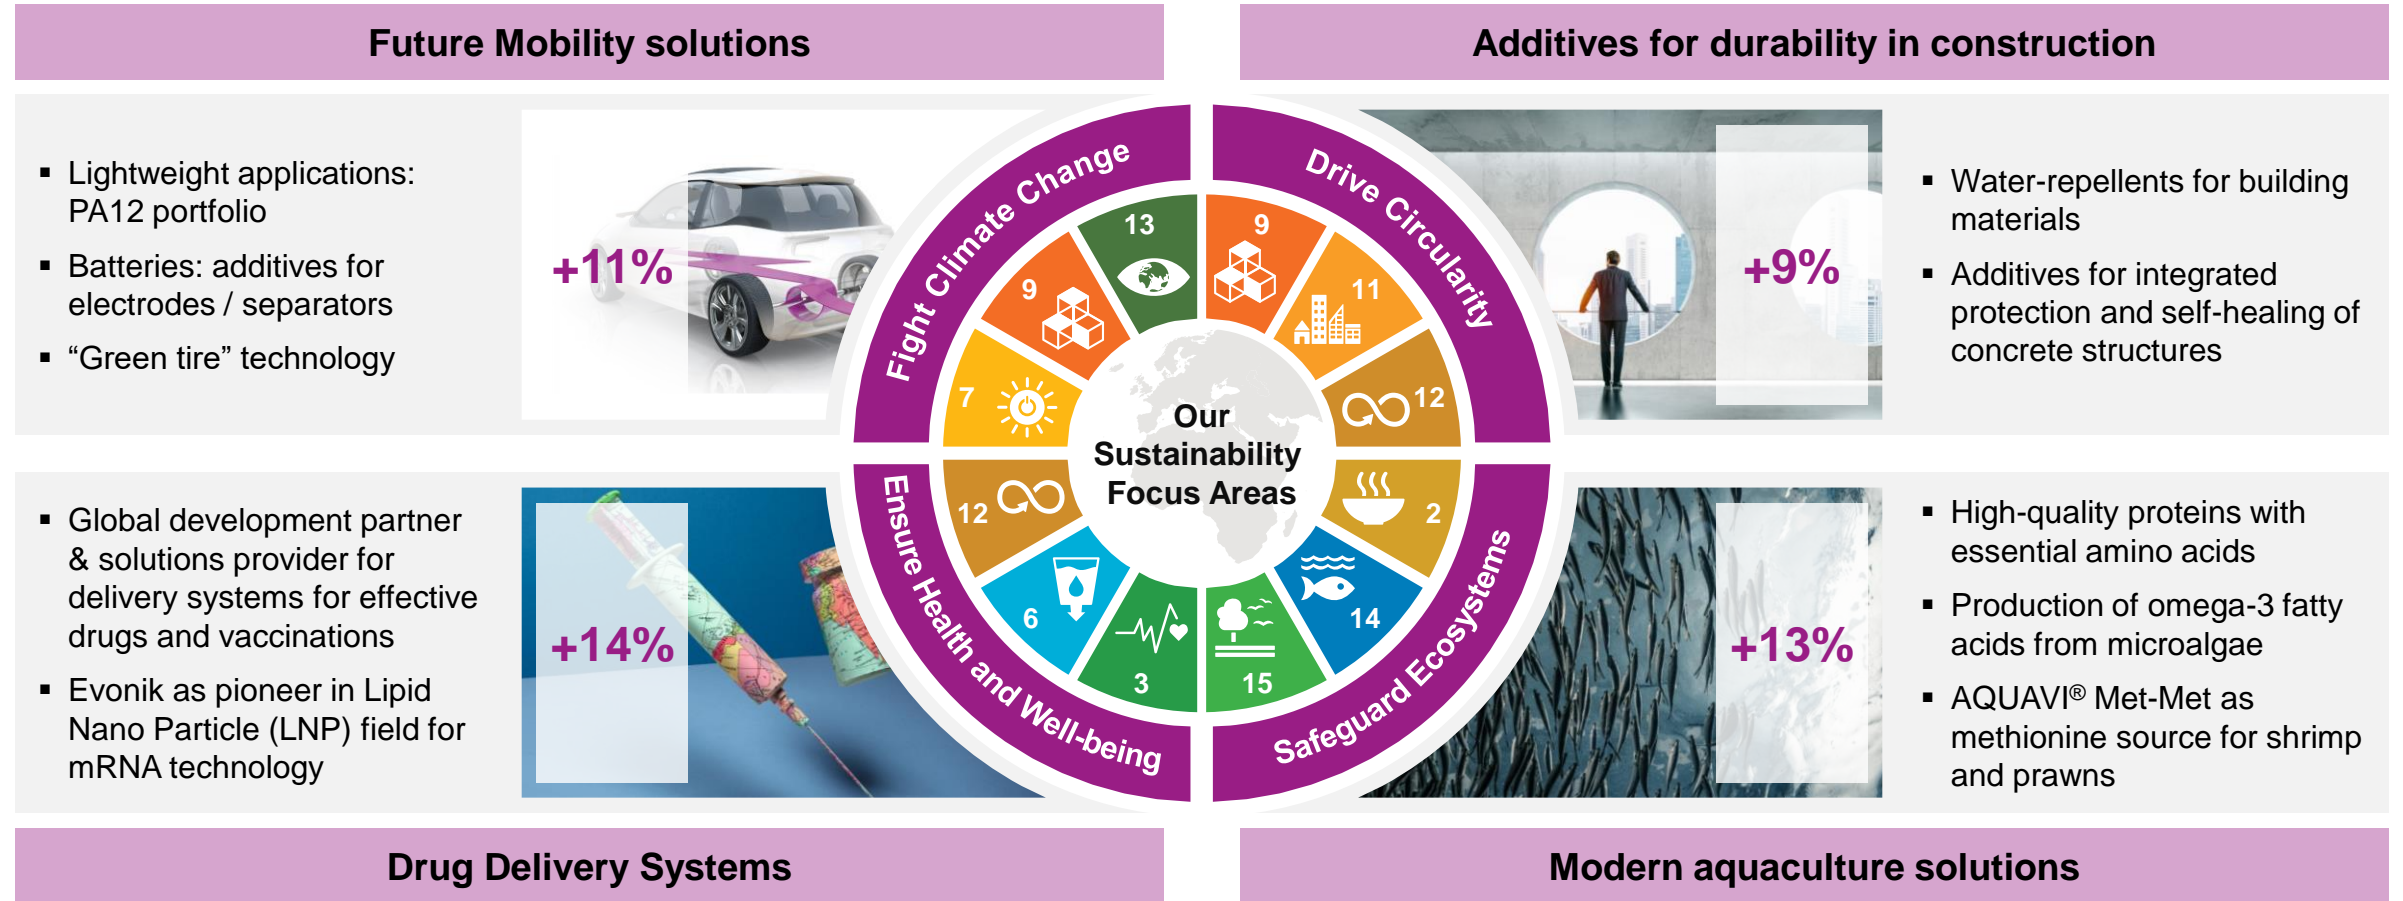 Future Mobility solutions
Additives for durability in construction
▪ Lightweight applications:
PA12 portfolio
▪ Batteries: additives for
electrodes / separators
▪ “Green tire” technology
+11%
Fight Climate Change
13
9
7
Drive Circularity
9
11
12
+9%
▪ Water-repellents for building
materials
▪ Additives for integrated
protection and self-healing of
concrete structures
Our
Sustainability
Focus Areas
▪ Global development partner
& solutions provider for
delivery systems for effective
drugs and vaccinations
▪ Evonik as pioneer in Lipid
Nano Particle (LNP) field for
mRNA technology
+14%
Ensure Health and Well-being
12
6
3
Safeguard Ecosystems
2
14
15
+13%
▪ High-quality proteins with
essential amino acids
▪ Production of omega-3 fatty
acids from microalgae
▪ AQUAVI® Met-Met as
methionine source for shrimp
and prawns
Drug Delivery Systems
Modern aquaculture solutions